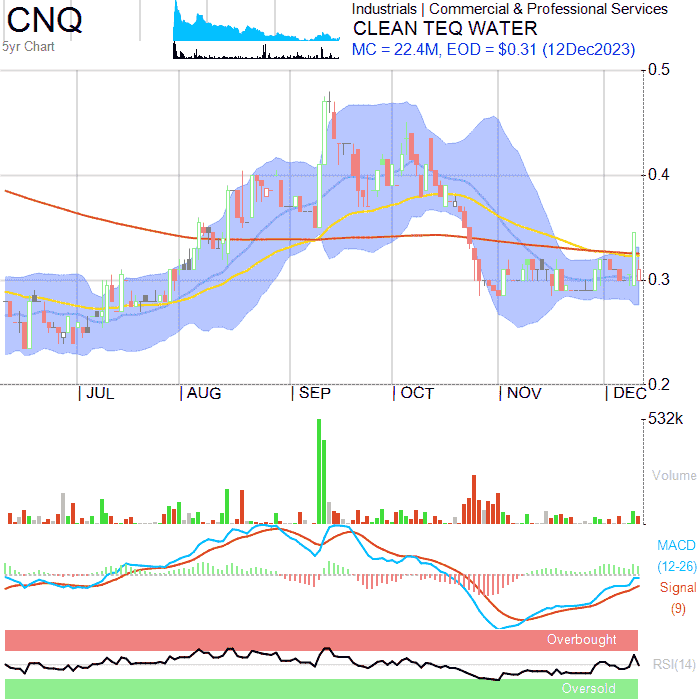 CNQ
5yr Chart
Industrials | Commercial & Professional Services
CLEAN TEQ WATER
MC = 22.4M, EOD = $0.31 (12Dec2023)
0.5
0.4
0.3
0.2
| JUL | AUG | SEP | OCT | NOV | DEC
532k
Volume
MACD
(12-26)
Signal
(9)
Overbought
RSI(14)
Oversold